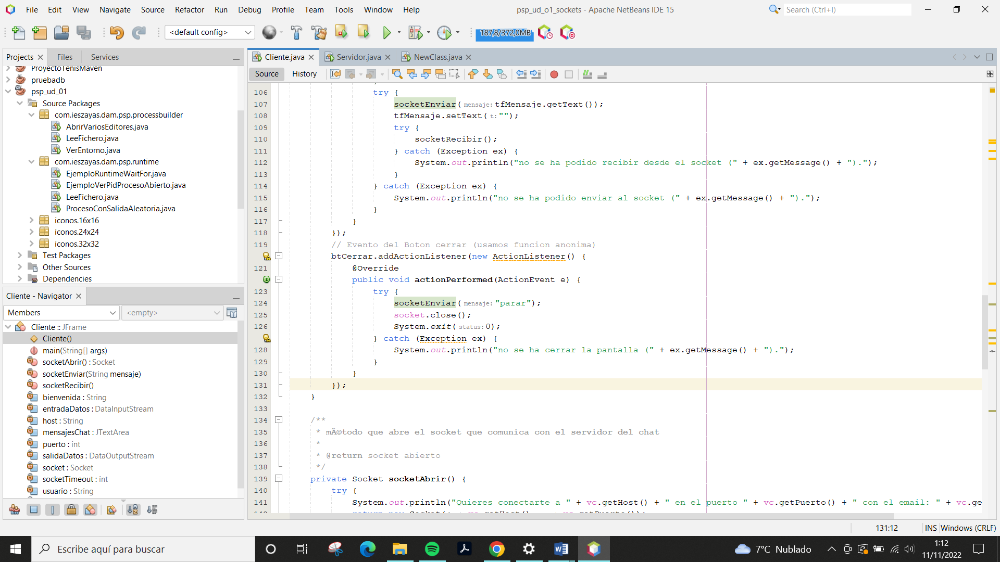 File Edit View Navigate Source Refactor Run Debug Profile Team Tools Window Help
psp_ud_o1_sockets - Apache NetBeans IDE 15
Search (Ctrl+I)
<default config>
187,8/372,0MB
Projects Files Services
ProyectoTenisMaven
pruebadb
psp_ud_01
Source Packages
com.ieszayas.dam.psp.processbuilder
AbrirVariosEditores.java
LeeFichero.java
VerEntorno.java
com.ieszayas.dam.psp.runtime
EjemploRuntimeWaitFor.java
EjemploVerPidProcesoAbierto.java
LeeFichero.java
ProcesoConSalidaAleatoria.java
iconos.16x16
iconos.24x24
iconos.32x32
Test Packages
Other Sources
Dependencies
Cliente - Navigator
Members
<empty>
Cliente :: JFrame
Cliente()
main(String[] args)
socketAbrir() : Socket
socketEnviar(String mensaje)
socketRecibir()
bienvenida : String
entradaDatos : DataInputStream
host : String
mensajesChat : JTextArea
puerto : int
salidaDatos : DataOutputStream
socket : Socket
socketTimeout : int
usuario : String
Cliente.java Servidor.java NewClass.java
Source History
106 try {
107 socketEnviar( mensaje: tfMensaje.getText());
108 tfMensaje.setText( t: "");
109 try {
110 socketRecibir();
111 } catch (Exception ex) {
112 System.out.println("no se ha podido recibir desde el socket (" + ex.getMessage() + ").");
113 }
114 } catch (Exception ex) {
115 System.out.println("no se ha podido enviar al socket (" + ex.getMessage() + ").");
116 }
117 }
118 });
119 // Evento del Boton cerrar (usamos funcion anonima)
btCerrar.addActionListener(new ActionListener() {
121 @Override
public void actionPerformed(ActionEvent e) {
123 try {
124 socketEnviar( mensaje: "parar");
125 socket.close();
126 System.exit( status: 0);
} catch (Exception ex) {
128 System.out.println("no se ha cerrar la pantalla (" + ex.getMessage() + ").");
129 }
130 }
131 });
132 }
133
134 /**
135 * mÃ©todo que abre el socket que comunica con el servidor del chat
136 *
137 * @return socket abierto
138 */
139 private Socket socketAbrir() {
140 try {
141 System.out.println("Quieres conectarte a " + vc.getHost() + " en el puerto " + vc.getPuerto() + " con el email: " + vc.ge
131:12 INS Windows (CRLF)
Escribe aquí para buscar
7°C Nublado
1:12
11/11/2022